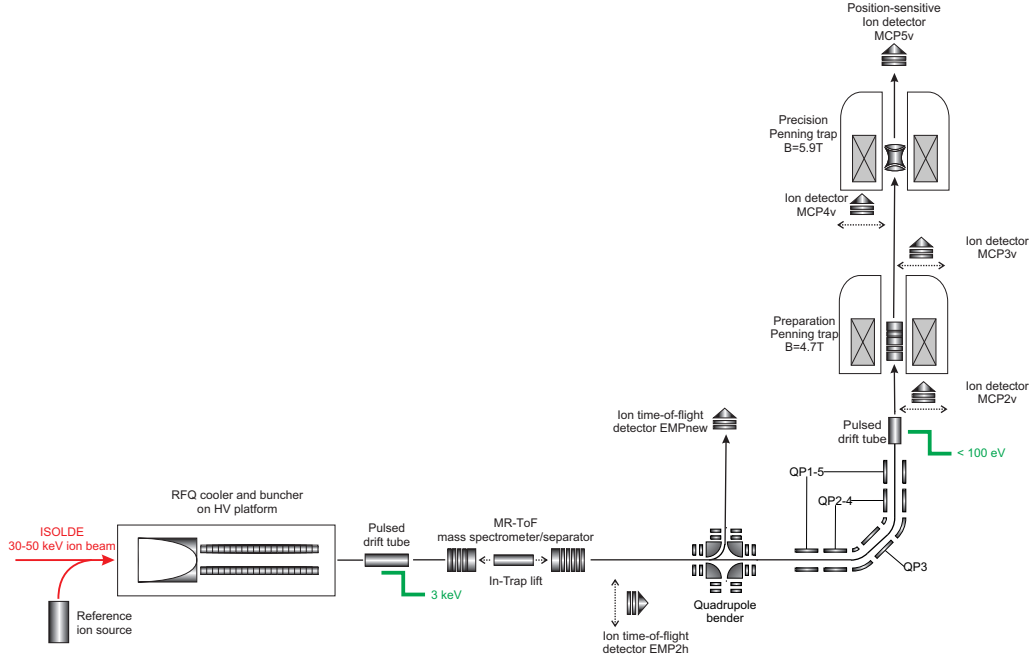 Position-sensitive
Ion detector
MCP5v
Precision
Penning trap
B=5.9T
Ion detector
MCP4v
Ion detector
MCP3v
Preparation
Penning trap
B=4.7T
Ion detector
MCP2v
Ion time-of-flight
detector EMPnew
Pulsed
drift tube
< 100 eV
QP1-5
QP2-4
RFQ cooler and buncher
on HV platform
ISOLDE
30-50 keV ion beam
Pulsed
drift tube
MR-ToF
mass spectrometer/separator
In-Trap lift
3 keV
QP3
Reference
ion source
Quadrupole
bender
Ion time-of-flight
detector EMP2h